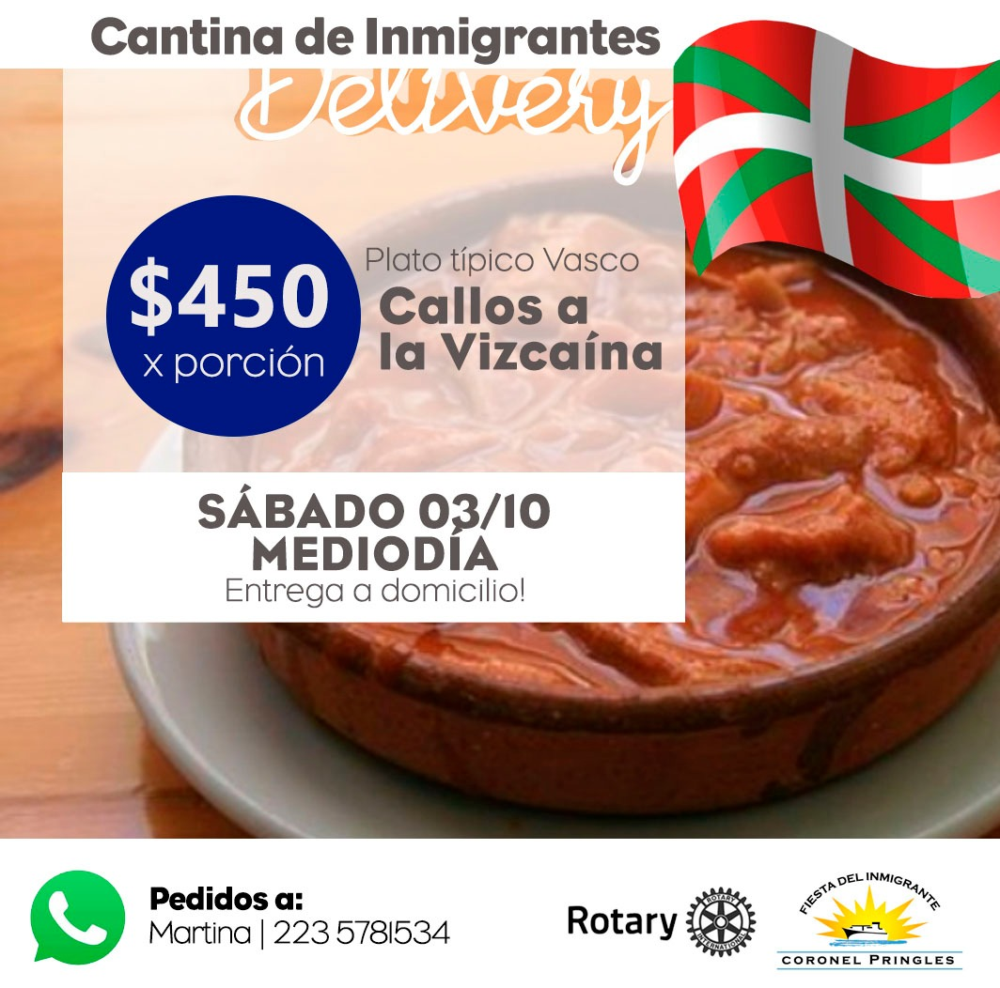 Cantina de Inmigrantes
Delivery
$450
x porción
Plato típico Vasco
Callos a
la Vizcaína
SÁBADO 03/10
MEDIODÍA
Entrega a domicilio!
Pedidos a:
Martina | 223 5781534
Rotary
ROTARY
INTERNATIONAL
FIESTA DEL INMIGRANTE
CORONEL PRINGLES